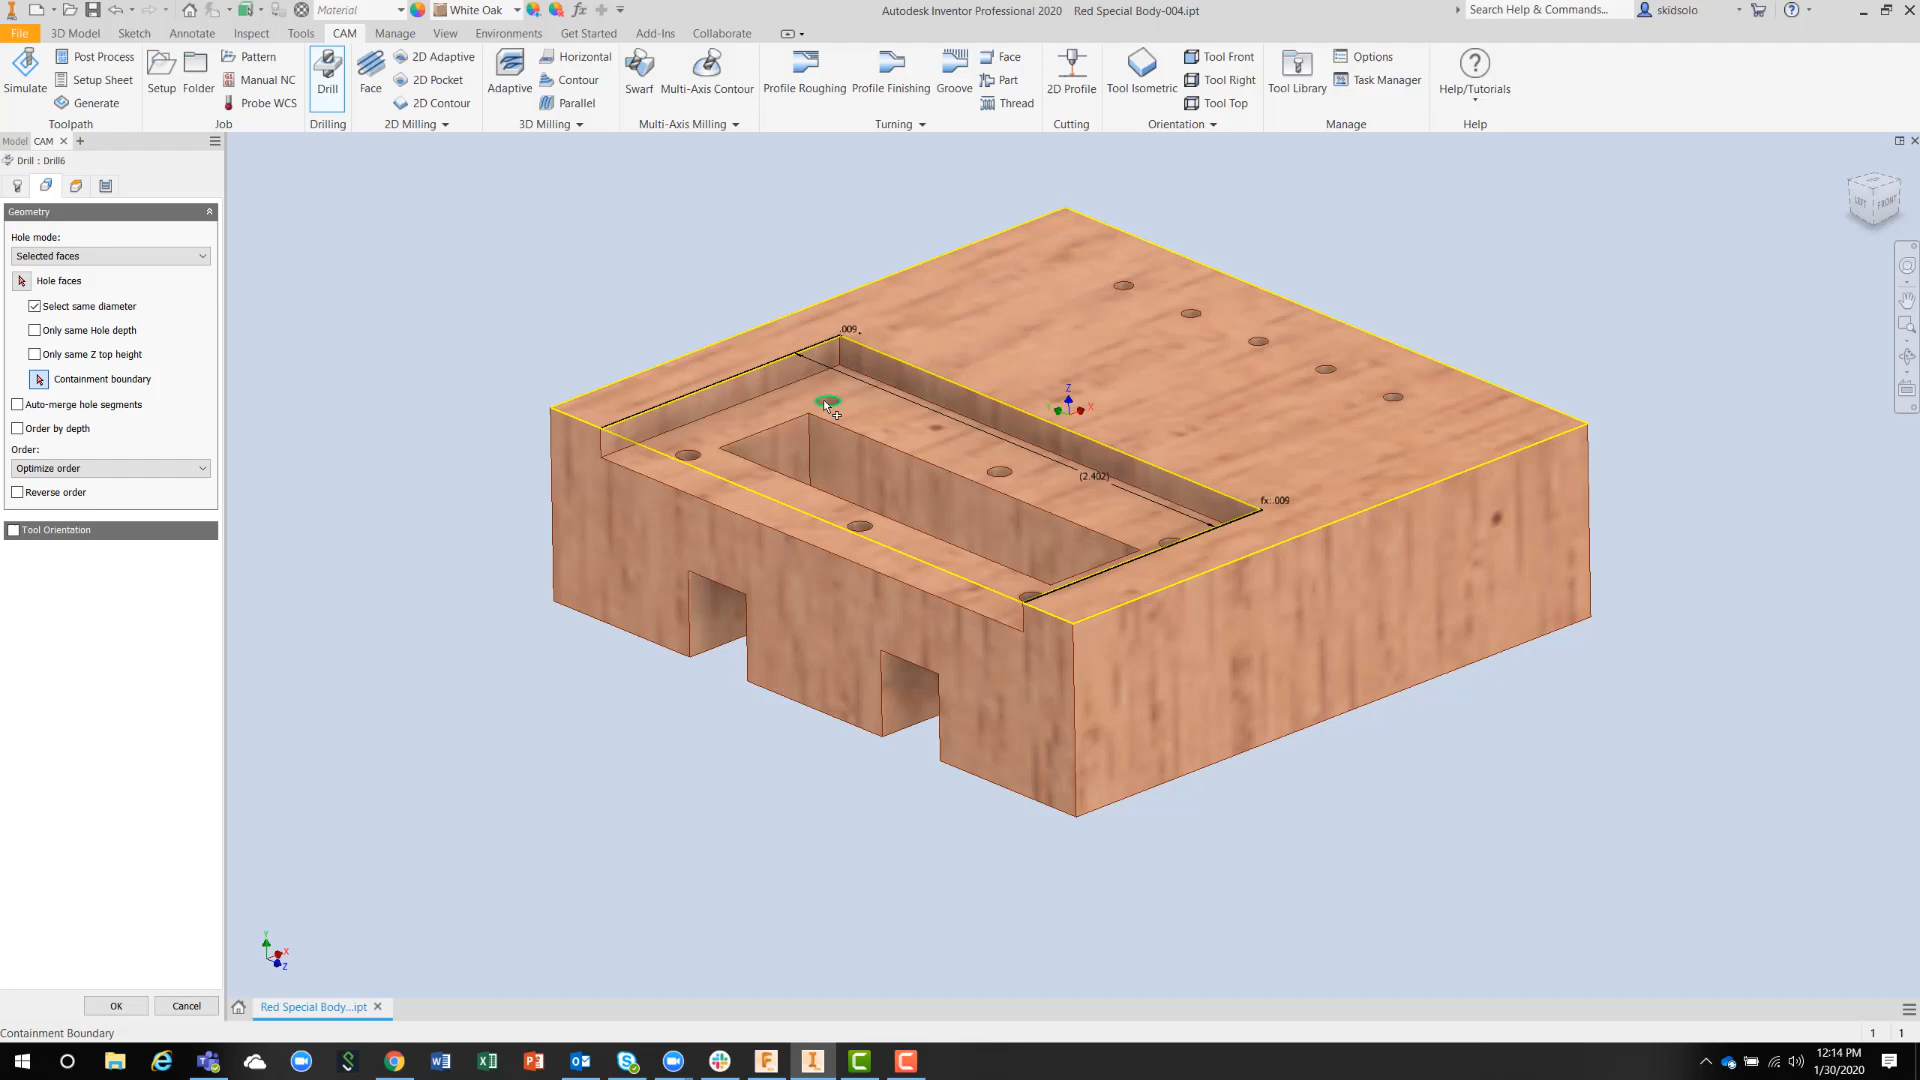 Material
White Oak
Autodesk Inventor Professional 2020 Red Special Body-004.ipt
Search Help & Commands...
skidsolo
File 3D Model Sketch Annotate Inspect Tools CAM Manage View Environments Get Started Add-Ins Collaborate
Simulate
Post Process
Setup Sheet
Generate
Toolpath
Setup
Folder
Pattern
Manual NC
Probe WCS
Job
Drill
Drilling
Face
2D Adaptive
2D Pocket
2D Contour
2D Milling
Adaptive
Horizontal
Contour
Parallel
3D Milling
Swarf
Multi-Axis Contour
Multi-Axis Milling
Profile Roughing
Profile Finishing
Groove
Face
Part
Thread
Turning
2D Profile
Cutting
Tool Isometric
Tool Front
Tool Right
Tool Top
Orientation
Tool Library
Options
Task Manager
Manage
Help/Tutorials
Help
Model CAM
Drill : Drill6
Geometry
Hole mode:
Selected faces
Hole faces
Select same diameter
Only same Hole depth
Only same Z top height
Containment boundary
Auto-merge hole segments
Order by depth
Order:
Optimize order
Reverse order
Tool Orientation
LEFT FRONT
.009
Z
Y X
(2.402)
fx:.009
Y
X
Z
OK Cancel
Red Special Body...ipt
Containment Boundary
1 1
12:14 PM
1/30/2020